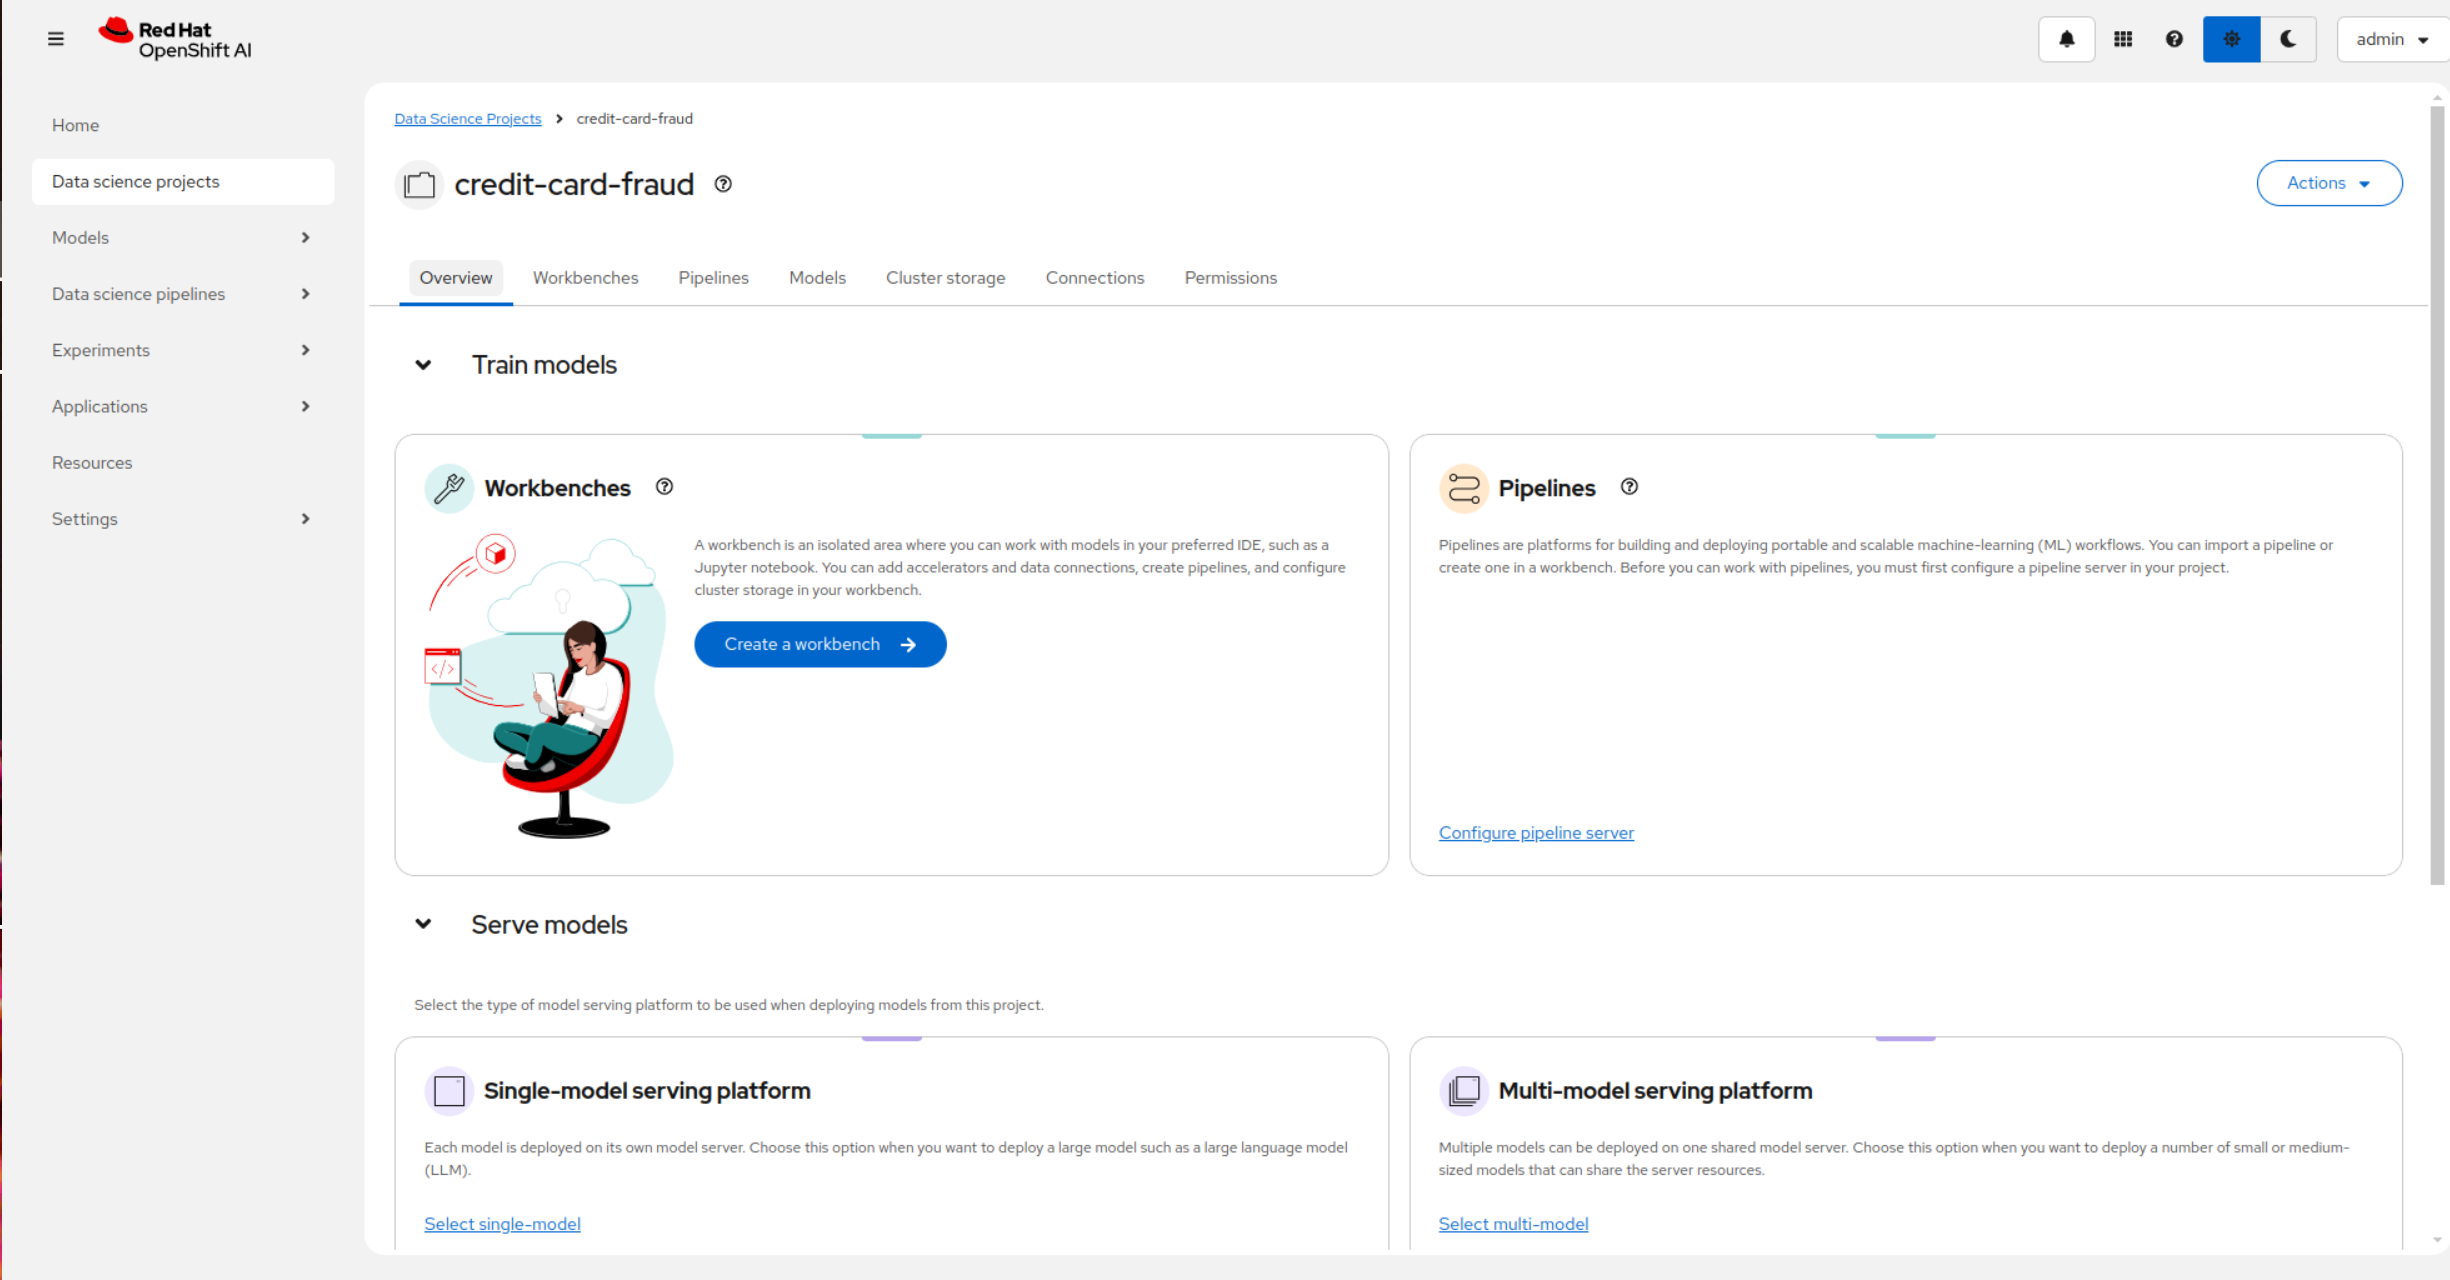 Red Hat
OpenShift AI
admin
Home
Data science projects
Models
Data science pipelines
Experiments
Applications
Resources
Settings
Data Science Projects > credit-card-fraud
credit-card-fraud
Actions
Overview Workbenches Pipelines Models Cluster storage Connections Permissions
Train models
Workbenches
A workbench is an isolated area where you can work with models in your preferred IDE, such as a
Jupyter notebook. You can add accelerators and data connections, create pipelines, and configure
cluster storage in your workbench.
Create a workbench
</>
Pipelines
Pipelines are platforms for building and deploying portable and scalable machine-learning (ML) workflows. You can import a pipeline or
create one in a workbench. Before you can work with pipelines, you must first configure a pipeline server in your project.
Configure pipeline server
Serve models
Select the type of model serving platform to be used when deploying models from this project.
Single-model serving platform
Each model is deployed on its own model server. Choose this option when you want to deploy a large model such as a large language model
(LLM).
Select single-model
Multi-model serving platform
Multiple models can be deployed on one shared model server. Choose this option when you want to deploy a number of small or medium-
sized models that can share the server resources.
Select multi-model